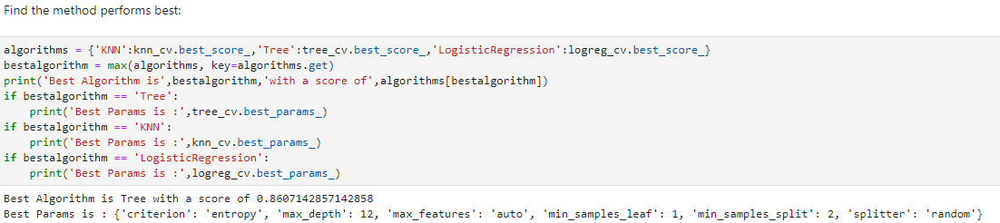 Find the method performs best:
algorithms = {'KNN':knn_cv.best_score_,'Tree':tree_cv.best_score_,'LogisticRegression':logreg_cv.best_score_}
bestalgorithm = max(algorithms, key=algorithms.get)
print('Best Algorithm is',bestalgorithm,'with a score of',algorithms[bestalgorithm])
if bestalgorithm == 'Tree':
    print('Best Params is :',tree_cv.best_params_)
if bestalgorithm == 'KNN':
    print('Best Params is :',knn_cv.best_params_)
if bestalgorithm == 'LogisticRegression':
    print('Best Params is :',logreg_cv.best_params_)
Best Algorithm is Tree with a score of 0.8607142857142858
Best Params is : {'criterion': 'entropy', 'max_depth': 12, 'max_features': 'auto', 'min_samples_leaf': 1, 'min_samples_split': 2, 'splitter': 'random'}